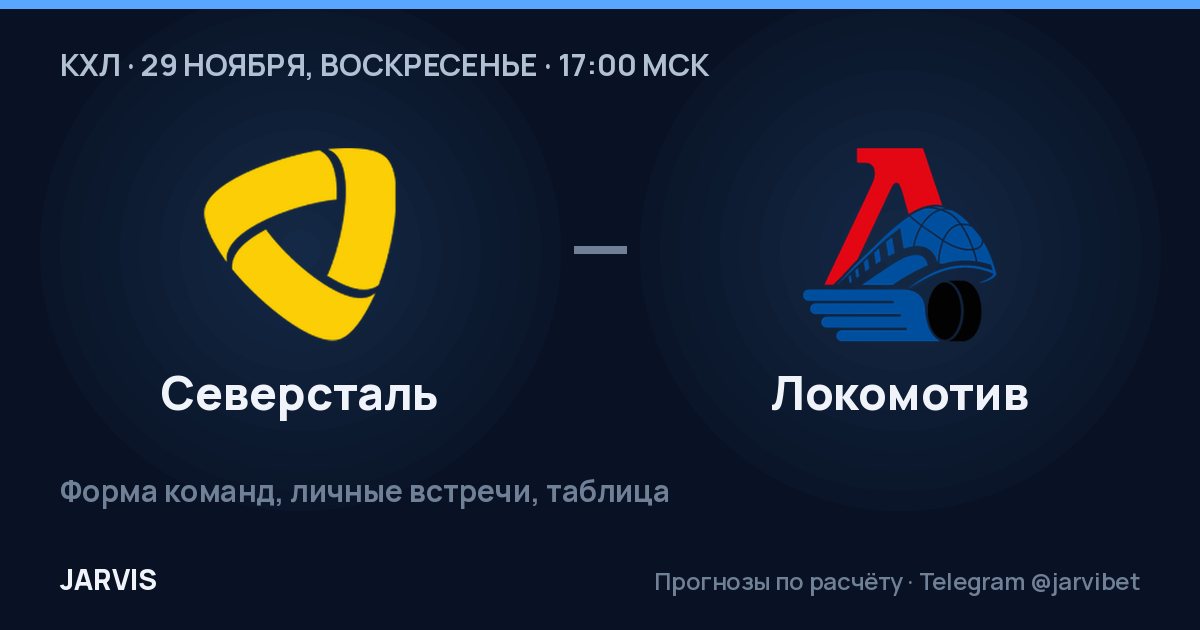 КХЛ · 29 НОЯБРЯ, ВОСКРЕСЕНЬЕ · 17:00 МСК
—
Северсталь
Локомотив
Форма команд, личные встречи, таблица
JARVIS
Прогнозы по расчёту · Telegram @jarvibet